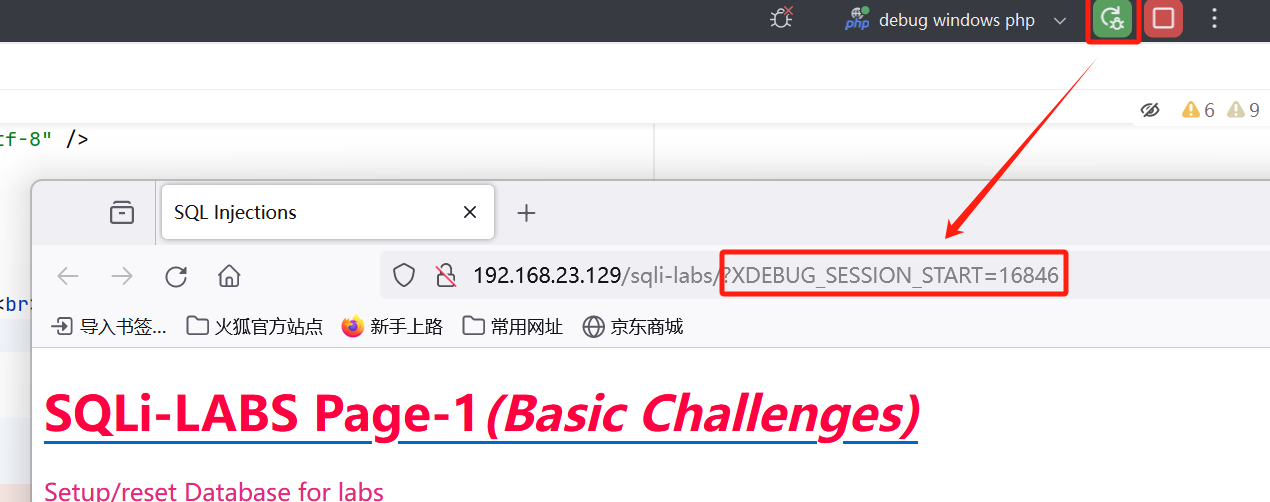 php debug windows php
6 9
tf-8" />
SQL Injections
192.168.23.129/sqli-labs/?XDEBUG_SESSION_START=16846
<br>
导入书签... 火狐官方站点 新手上路 常用网址 京东商城
SQLi-LABS Page-1(Basic Challenges)
Setup/reset Database for labs